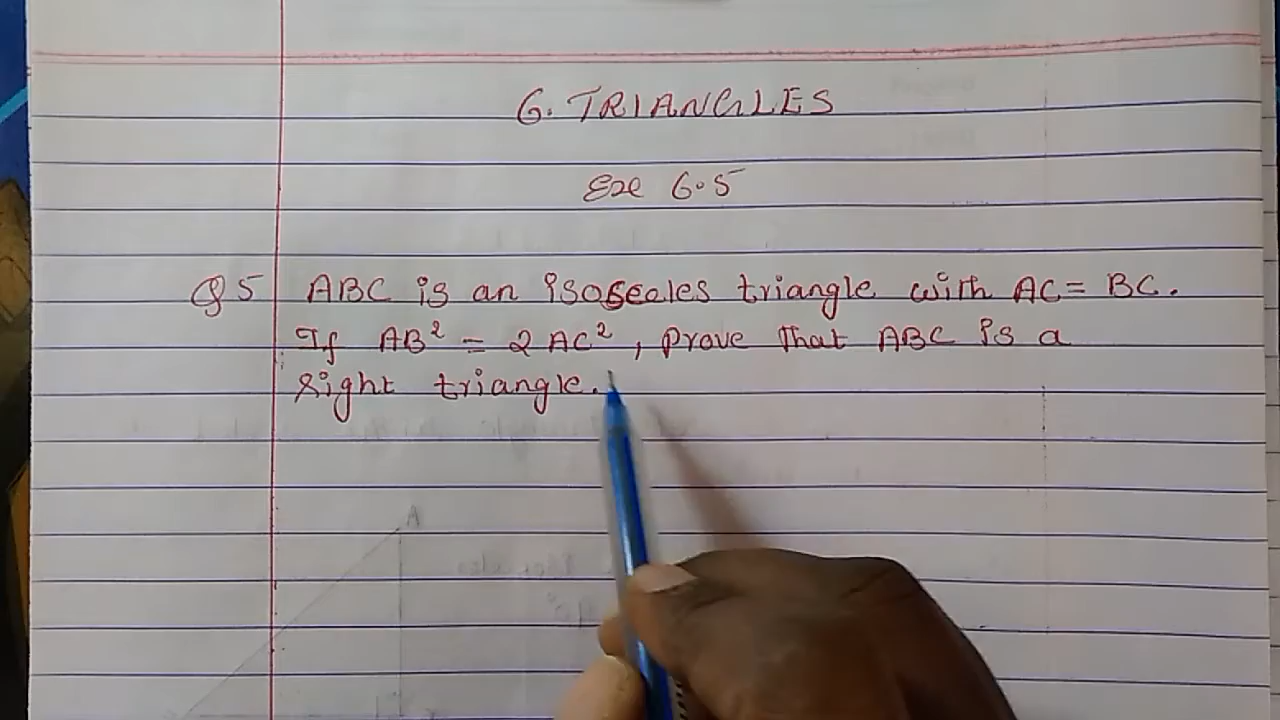 6. TRIANGLES
Exe 6.5
Q5 ABC is an isosceles triangle with AC = BC.
If AB² = 2AC², prove that ABC is a
right triangle.
A